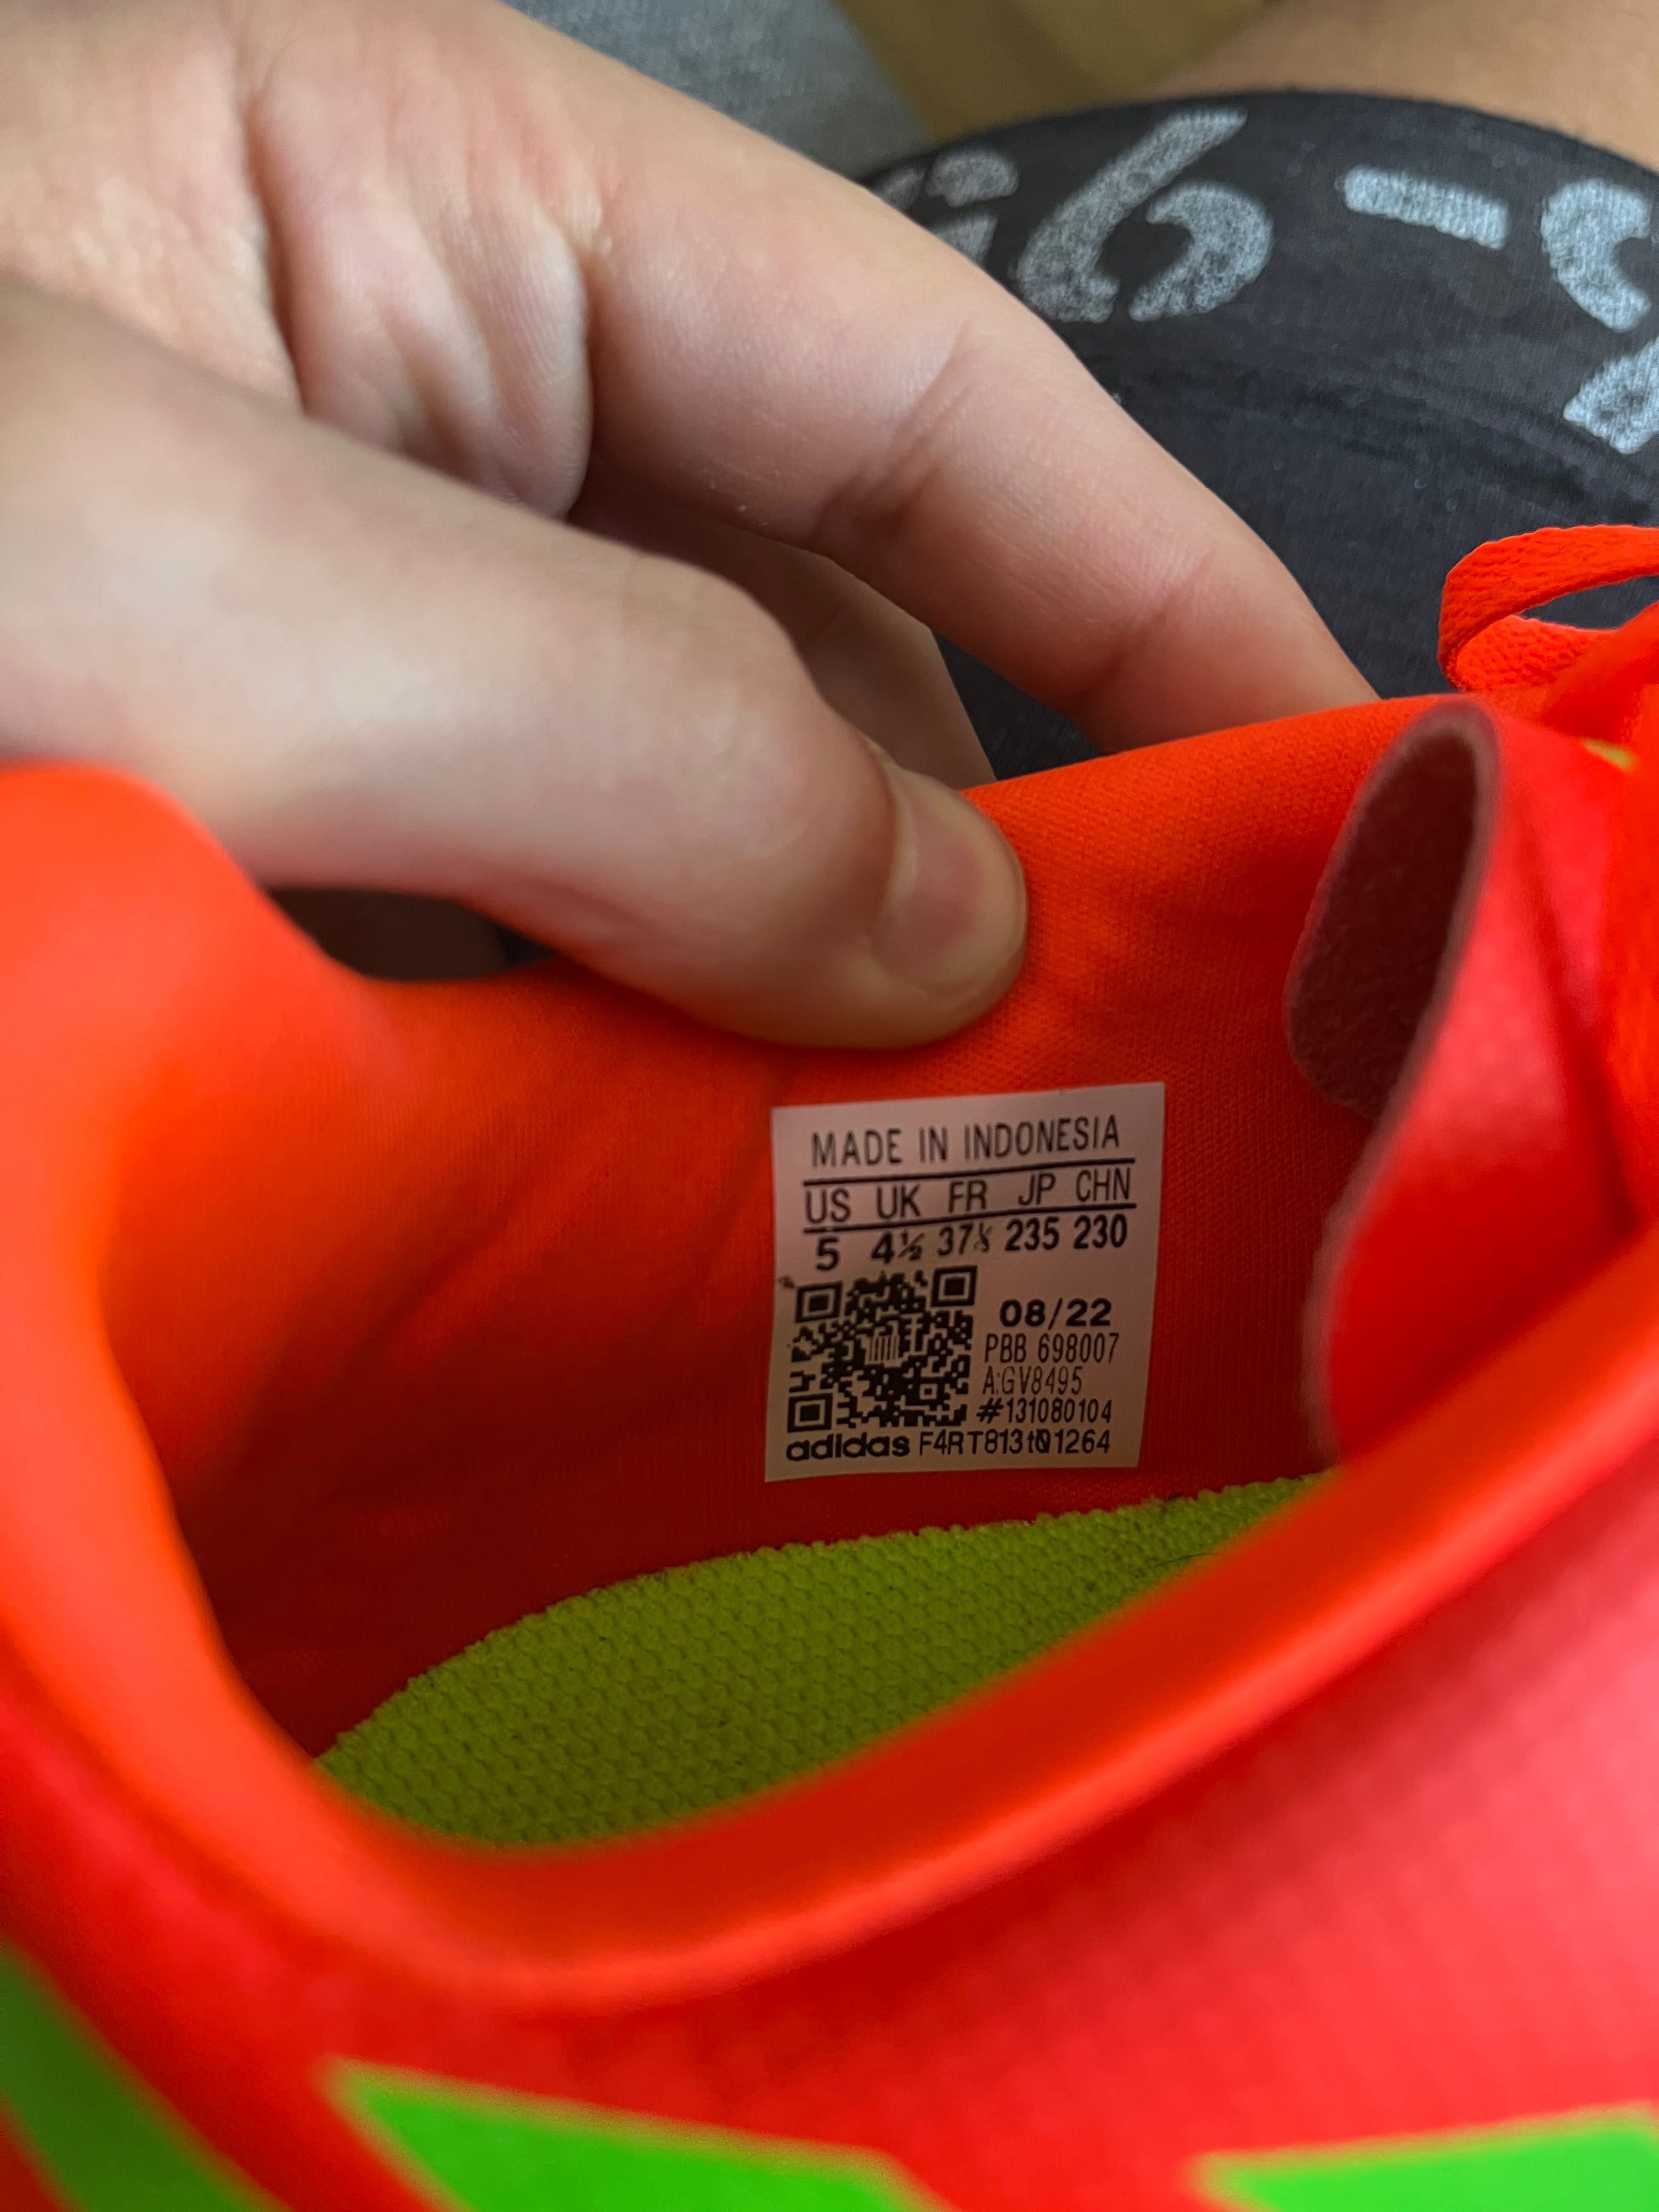 MADE IN INDONESIA
US UK FR JP CHN
5 4½ 37⅓ 235 230
08/22
PBB 698007
A:GV8495
#131080104
adidas F4RT813t01264